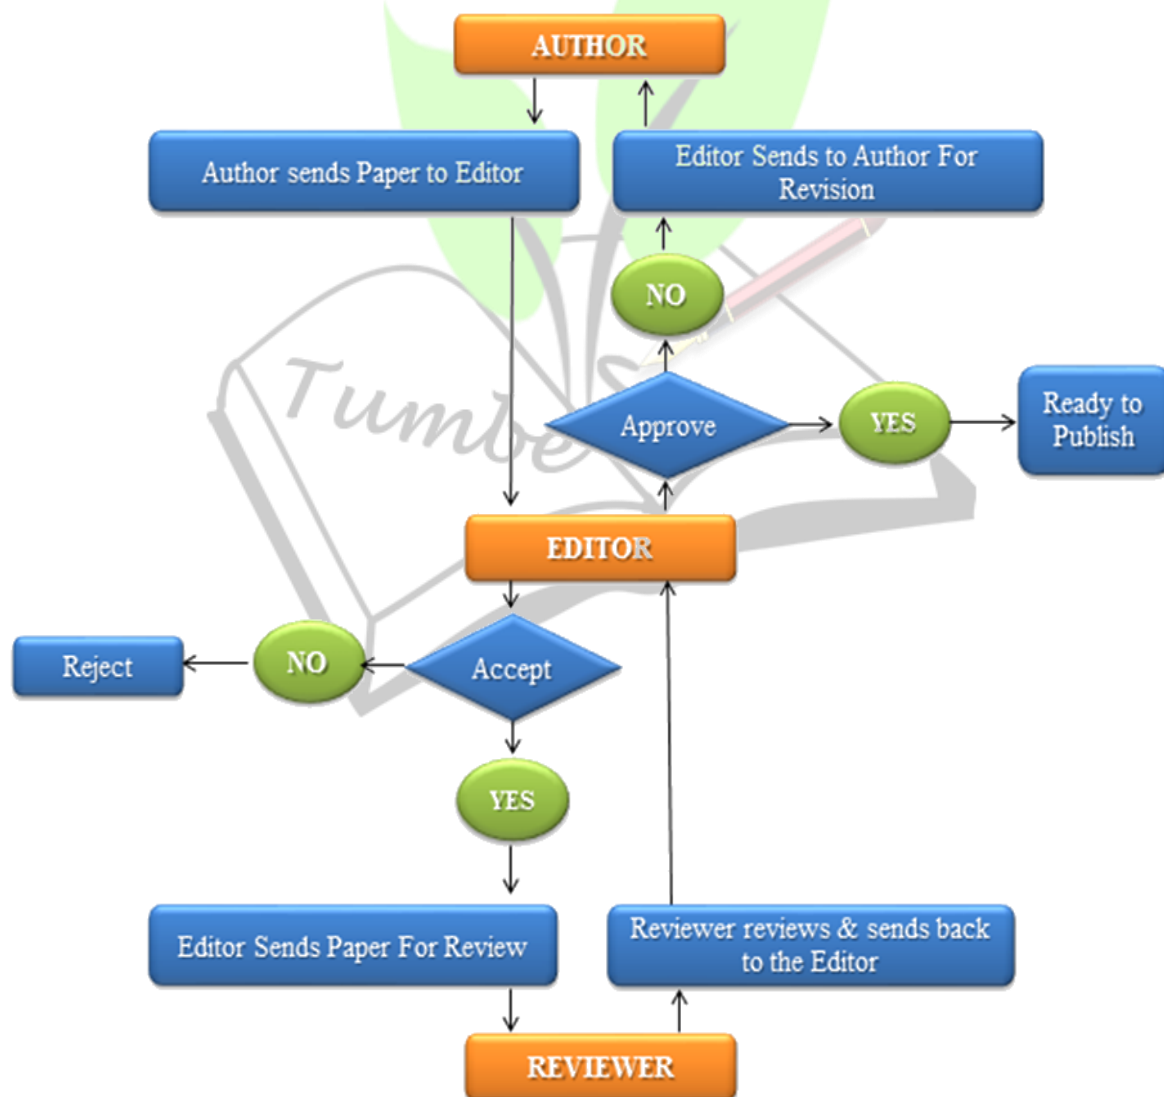 AUTHOR
Author sends Paper to Editor
Editor Sends to Author For
Revision
NO
Approve
YES
Ready to
Publish
EDITOR
Reject
NO
Accept
YES
Editor Sends Paper For Review
Reviewer reviews & sends back
to the Editor
REVIEWER